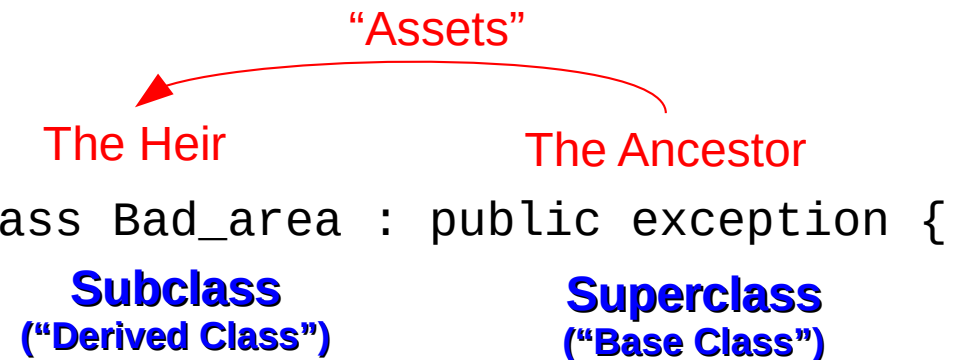 “Assets”
The Heir
The Ancestor
ass Bad_area : public exception {
Subclass
(“Derived Class”)
Superclass
(“Base Class”)